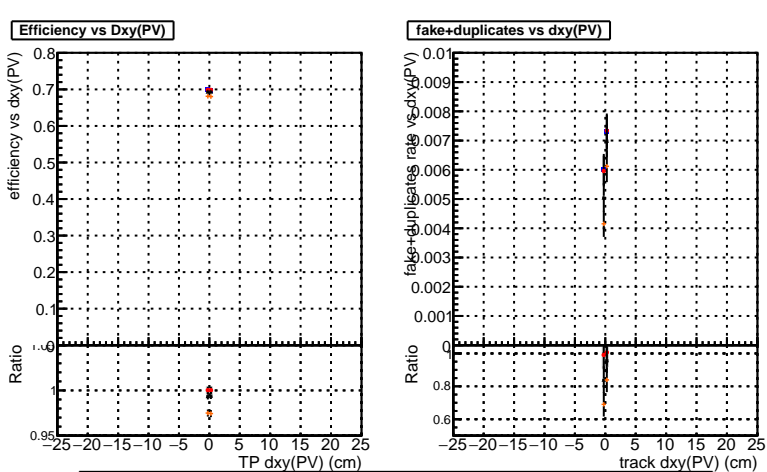 Efficiency vs Dxy(PV)
efficiency vs dxy(PV)
0.8
0.7
0.6
0.5
0.4
0.3
0.2
0.1
0
Ratio
1
0.95
−25 −20 −15 −10 −5 0 5 10 15 20 25
TP dxy(PV) (cm)
fake+duplicates vs dxy(PV)
fake+duplicates rate vs dxy(PV)
0.01
0.009
0.008
0.007
0.006
0.005
0.004
0.003
0.002
0.001
0
Ratio
1
0.8
0.6
−25 −20 −15 −10 −5 0 5 10 15 20 25
track dxy(PV) (cm)